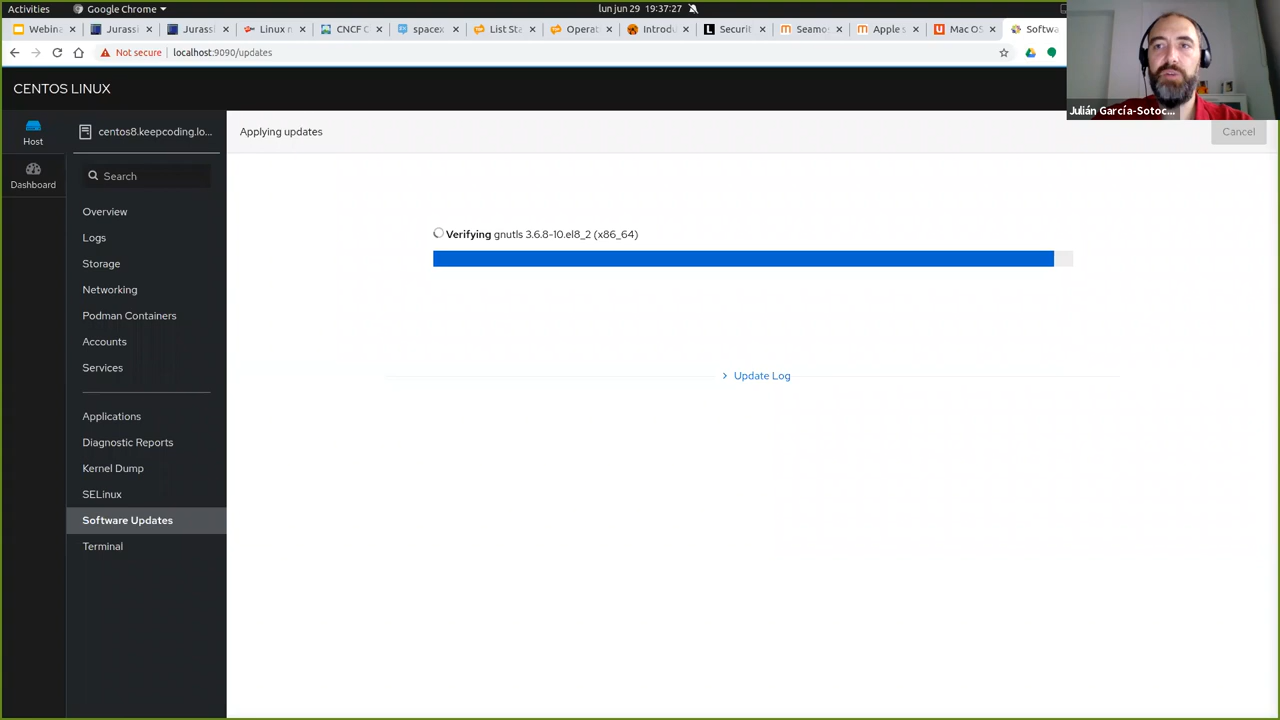 Activities
Google Chrome
lun jun 29 19:37:27
Webina
Jurassi
Jurassi
Linux n
CNCF C
spacex
List Sta
Operat
Introdu
Securit
Seamos
Apple s
Mac OS
Softwa
Not secure
localhost:9090/updates
CENTOS LINUX
Julián García-Sotoc...
Host
Dashboard
centos8.keepcoding.lo...
Search
Overview
Logs
Storage
Networking
Podman Containers
Accounts
Services
Applications
Diagnostic Reports
Kernel Dump
SELinux
Software Updates
Terminal
Applying updates
Cancel
Verifying gnutls 3.6.8-10.el8_2 (x86_64)
Update Log